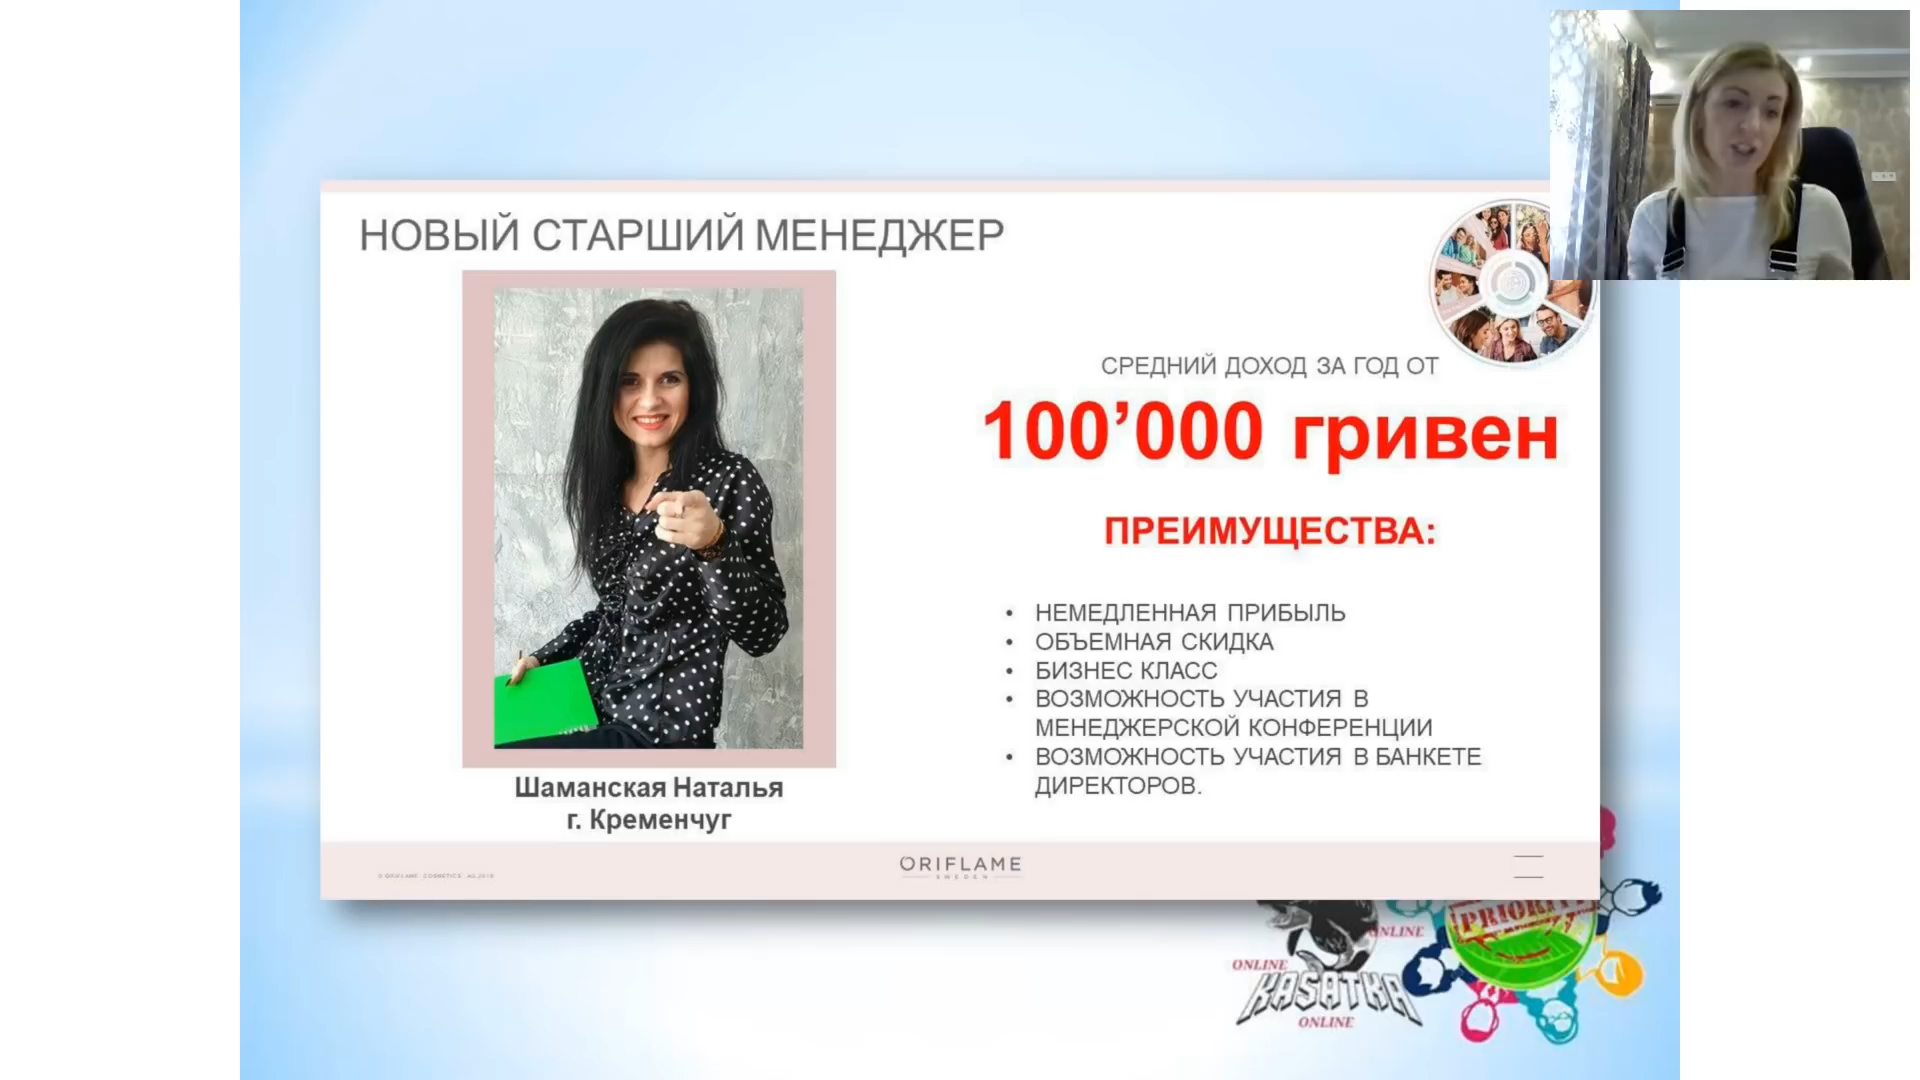 НОВЫЙ СТАРШИЙ МЕНЕДЖЕР
СРЕДНИЙ ДОХОД ЗА ГОД ОТ
100’000 гривен
ПРЕИМУЩЕСТВА:
• НЕМЕДЛЕННАЯ ПРИБЫЛЬ
• ОБЪЕМНАЯ СКИДКА
• БИЗНЕС КЛАСС
• ВОЗМОЖНОСТЬ УЧАСТИЯ В
МЕНЕДЖЕРСКОЙ КОНФЕРЕНЦИИ
• ВОЗМОЖНОСТЬ УЧАСТИЯ В БАНКЕТЕ
ДИРЕКТОРОВ.
Шаманская Наталья
г. Кременчуг
ORIFLAME
SWEDEN
ONLINE
ONLINE
KASATKA
ONLINE